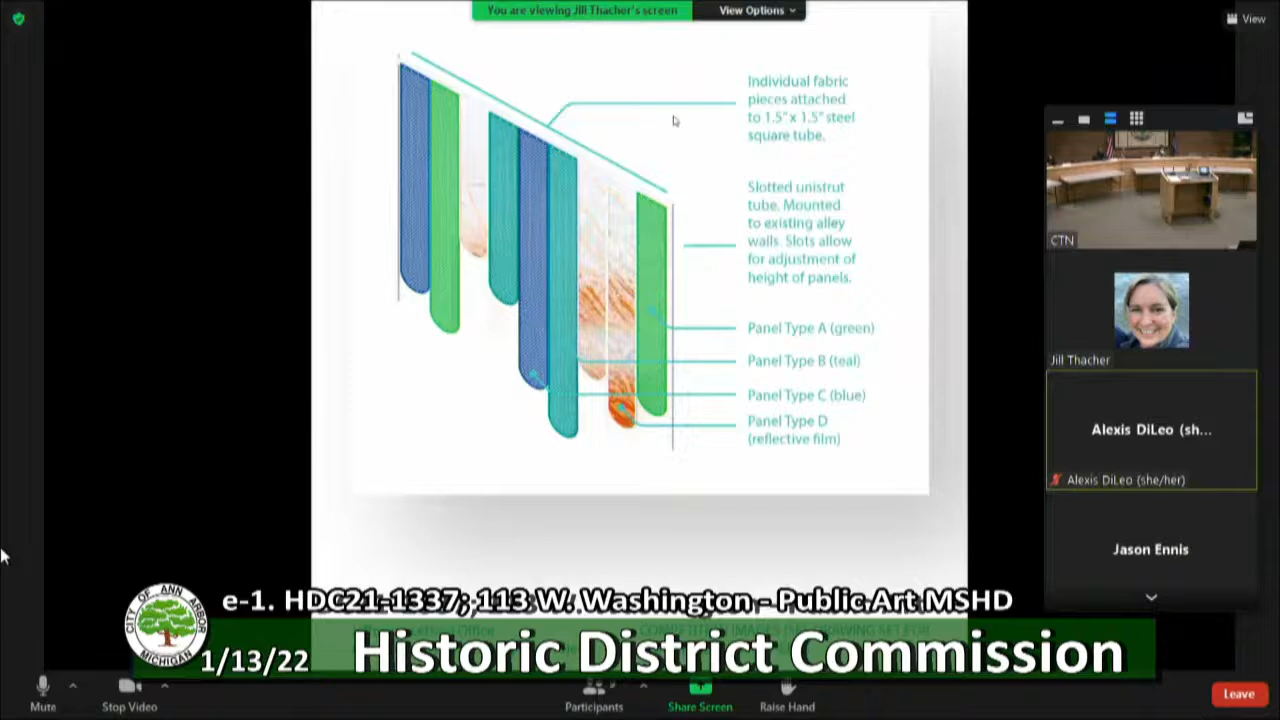 You are viewing Jill Thacher's screen
View Options
View
Individual fabric
pieces attached
to 1.5" x 1.5" steel
square tube.
Slotted unistrut
tube. Mounted
to existing alley
walls. Slots allow
for adjustment of
height of panels.
Panel Type A (green)
Panel Type B (teal)
Panel Type C (blue)
Panel Type D
(reflective film)
CTN
Jill Thacher
Alexis DiLeo (sh...
Alexis DiLeo (she/her)
Jason Ennis
CITY OF ANN ARBOR
MICHIGAN
e-1. HDC21-1337; 113 W. Washington - Public Art MSHD
1/13/22
Historic District Commission
Mute
Stop Video
Participants
Share Screen
Raise Hand
Leave